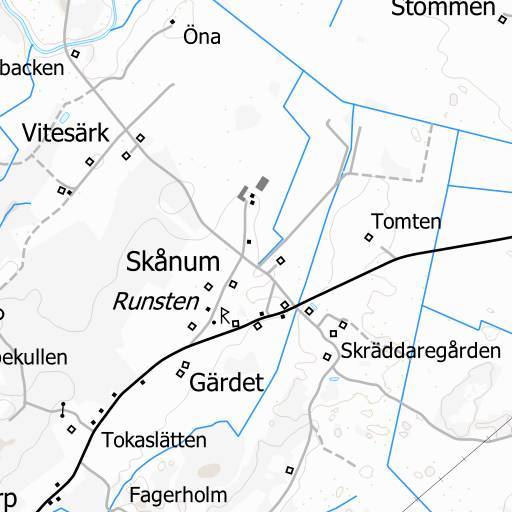 Stommen
Öna
backen
Vitesärk
Tomten
Skånum
Runsten
ekullen
Skräddaregården
Gärdet
Tokaslätten
rp
Fagerholm